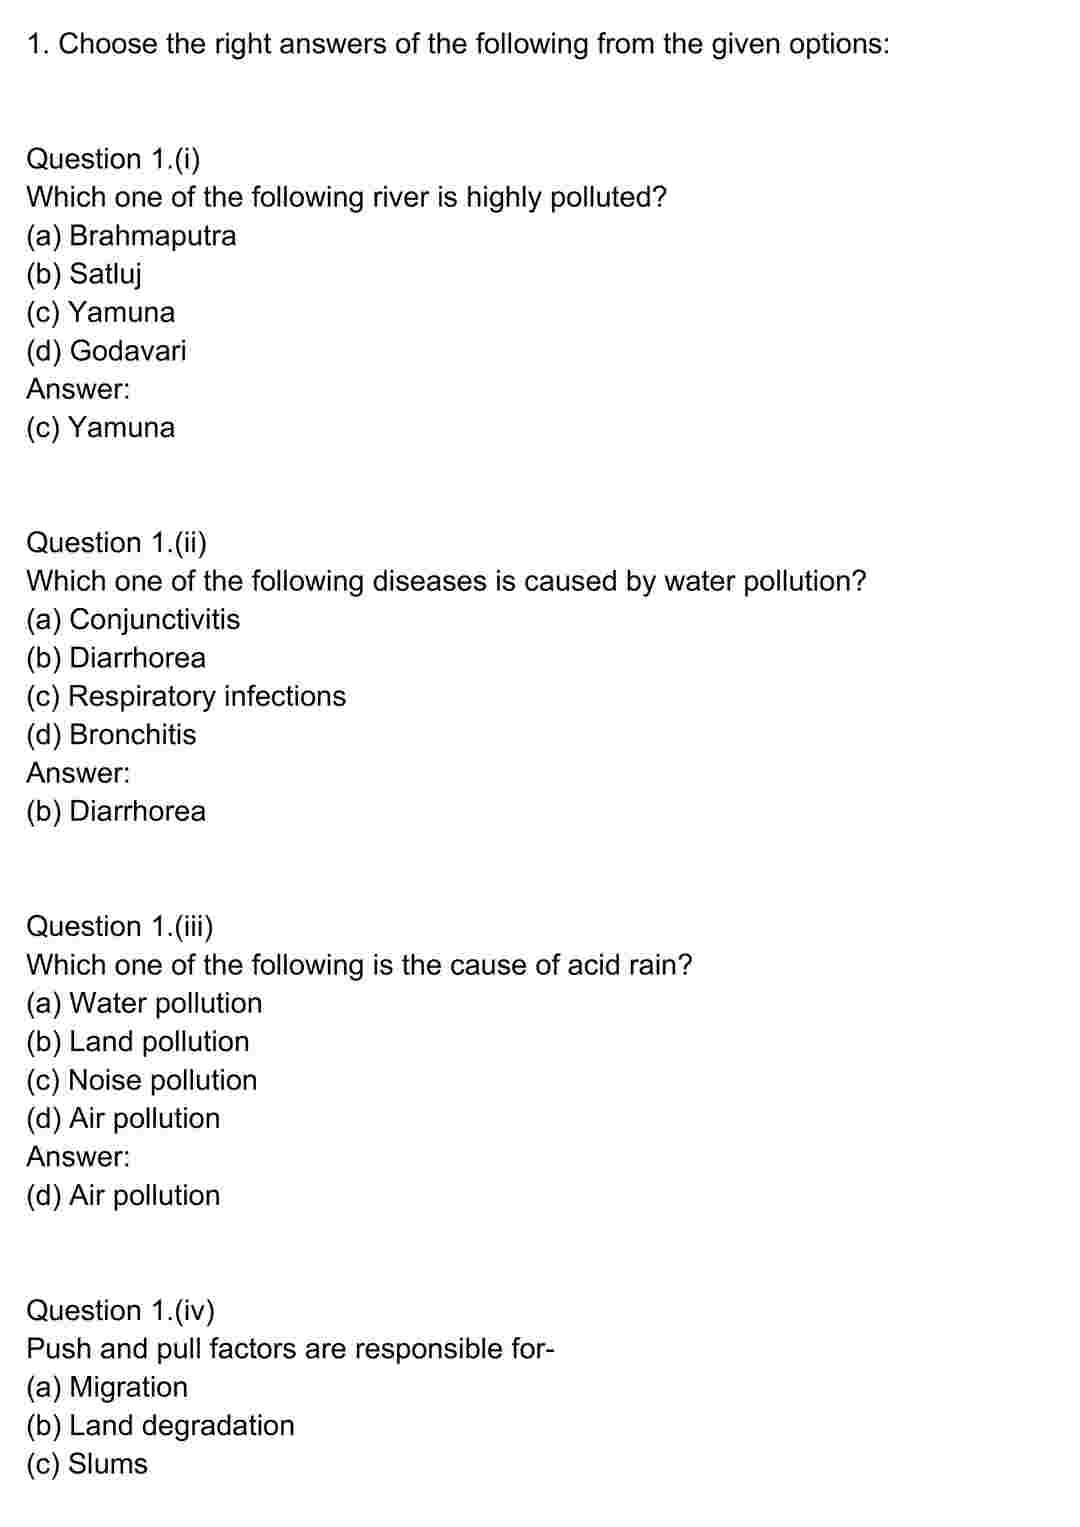 1. Choose the right answers of the following from the given options:
Question 1.(i)
Which one of the following river is highly polluted?
(a) Brahmaputra
(b) Satluj
(c) Yamuna
(d) Godavari
Answer:
(c) Yamuna
Question 1.(ii)
Which one of the following diseases is caused by water pollution?
(a) Conjunctivitis
(b) Diarrhorea
(c) Respiratory infections
(d) Bronchitis
Answer:
(b) Diarrhorea
Question 1.(iii)
Which one of the following is the cause of acid rain?
(a) Water pollution
(b) Land pollution
(c) Noise pollution
(d) Air pollution
Answer:
(d) Air pollution
Question 1.(iv)
Push and pull factors are responsible for-
(a) Migration
(b) Land degradation
(c) Slums